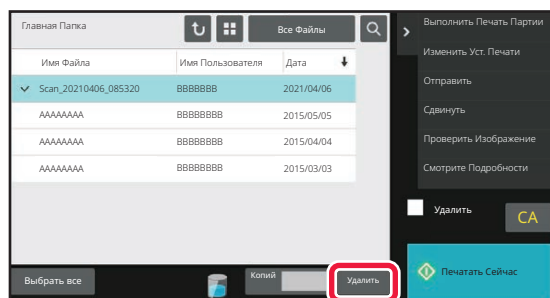 Главная Папка
Все Файлы
Имя Файла Имя Пользователя Дата
Scan_20210406_085320 BBBBBBB 2021/04/06
AAAAAAAA BBBBBBBB 2015/05/05
AAAAAAAA BBBBBBBB 2015/04/04
AAAAAAAA BBBBBBBB 2015/03/03
Выбрать все
Копий
Удалить
Выполнить Печать Партии
Изменить Уст. Печати
Отправить
Сдвинуть
Проверить Изображение
Смотрите Подробности
Удалить
CA
Печатать Сейчас